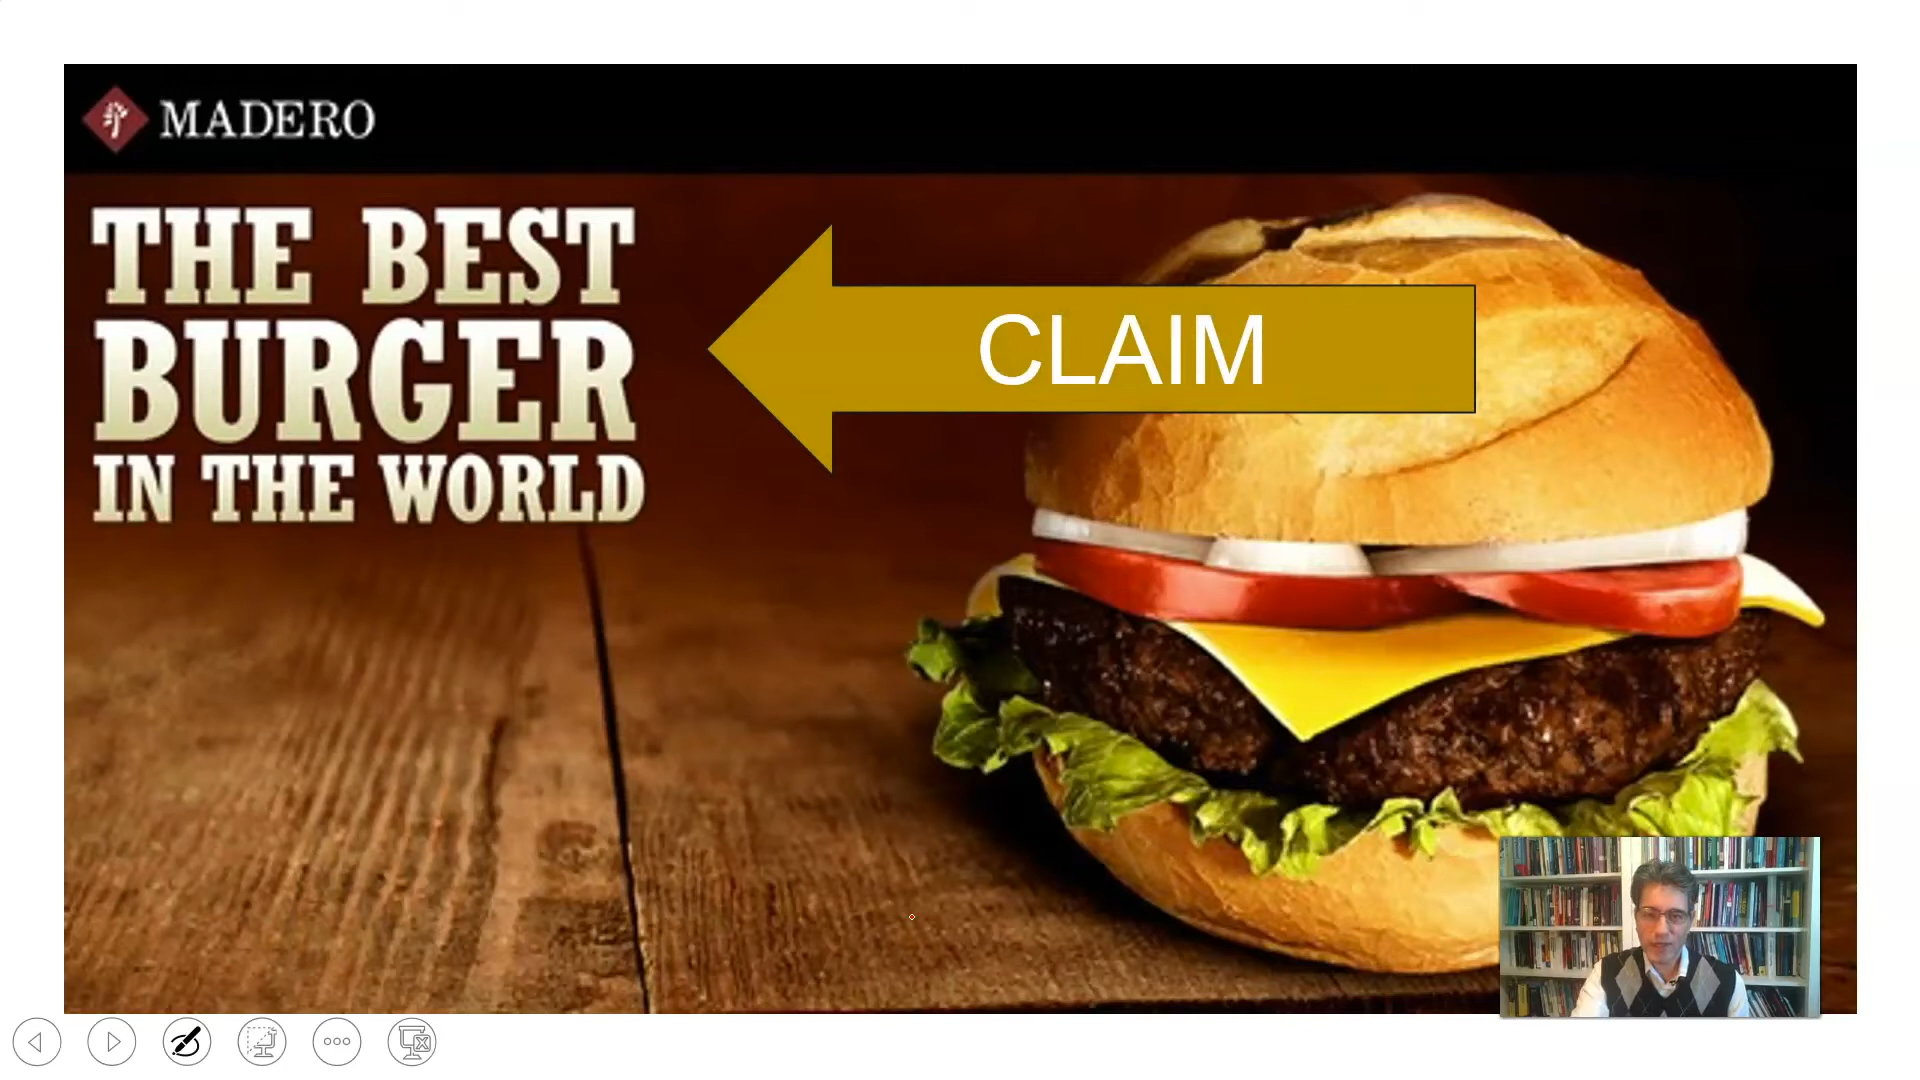 MADERO
THE BEST
BURGER
IN THE WORLD
CLAIM